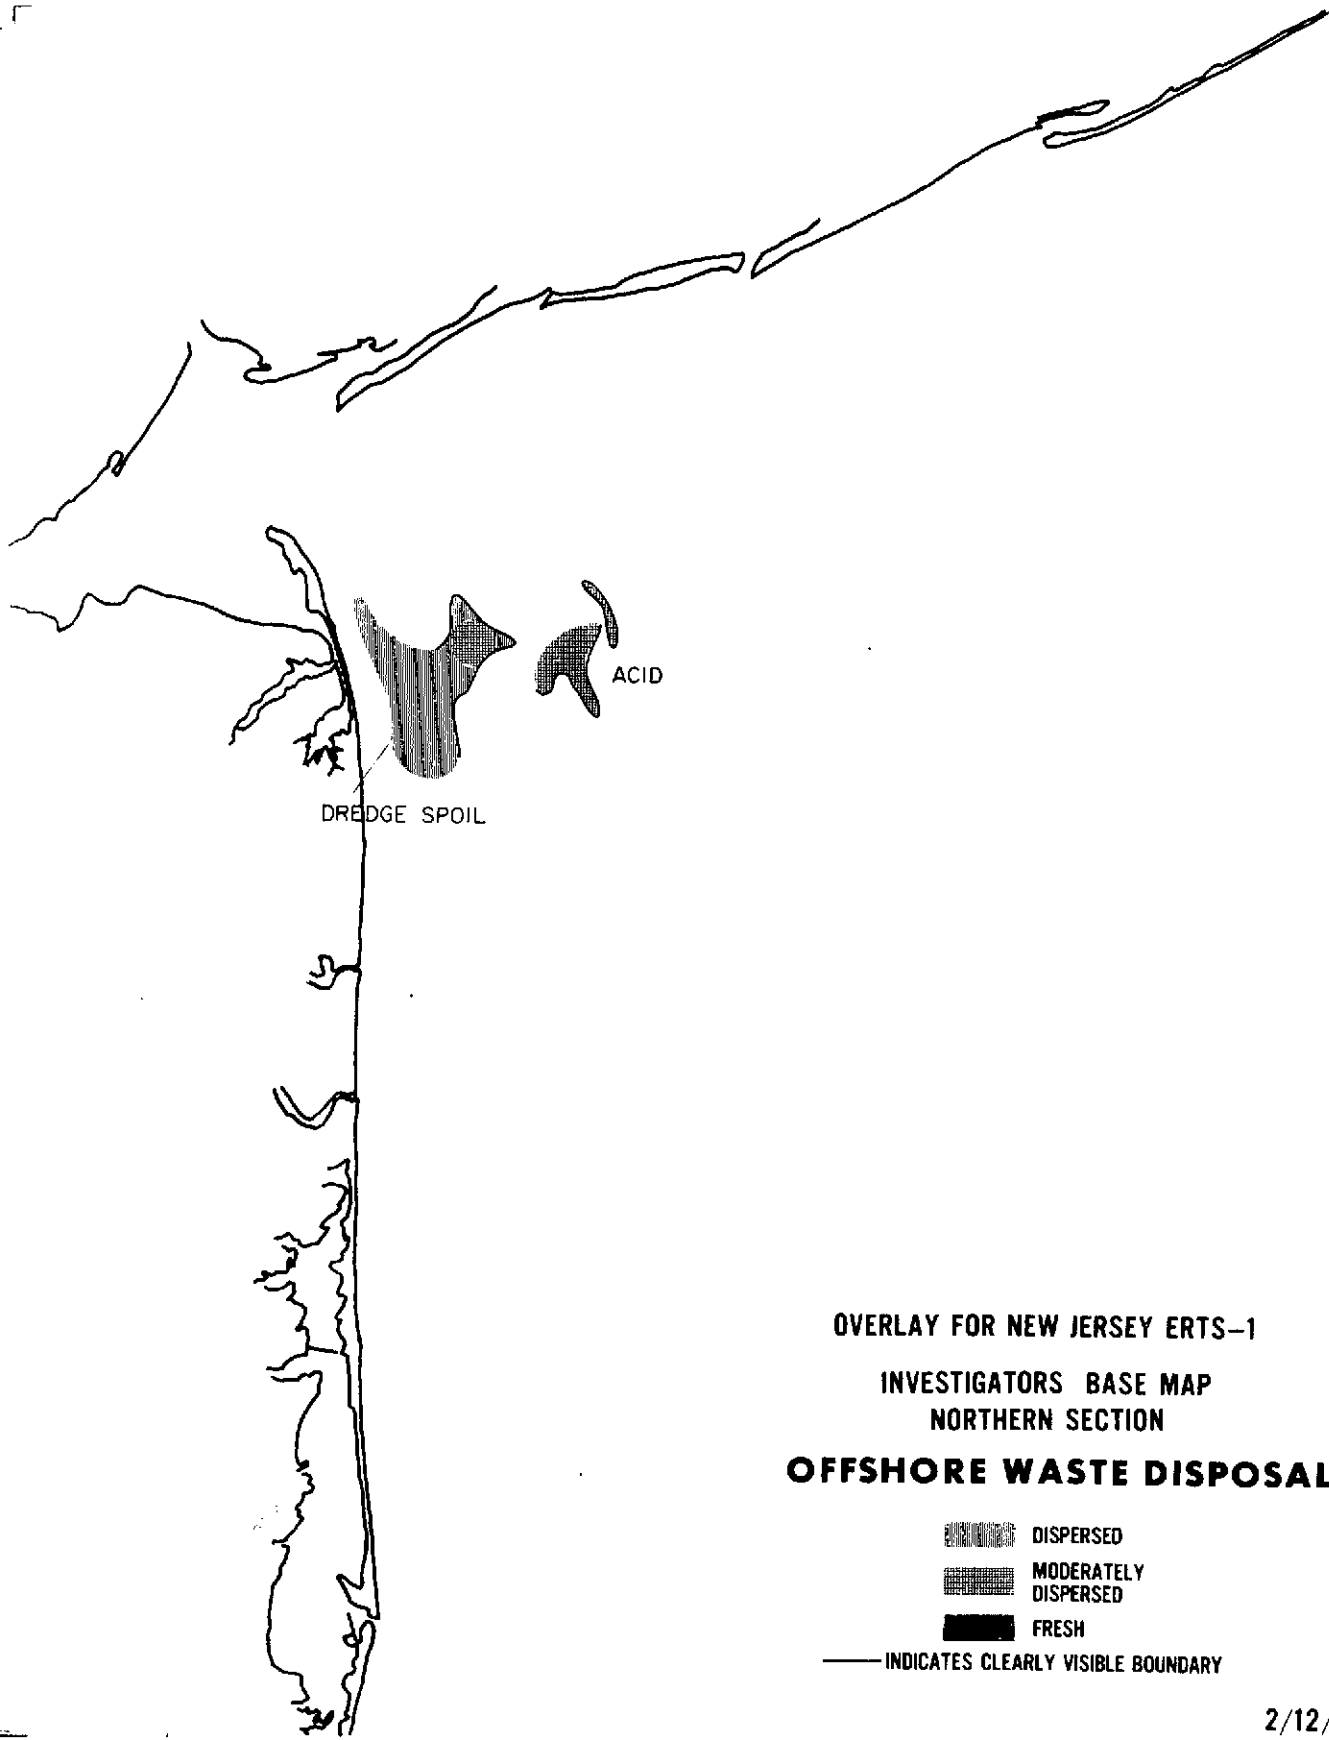 ACID
DREDGE SPOIL
OVERLAY FOR NEW JERSEY ERTS-1
INVESTIGATORS BASE MAP
NORTHERN SECTION
OFFSHORE WASTE DISPOSAL
DISPERSED
MODERATELY
DISPERSED
FRESH
INDICATES CLEARLY VISIBLE BOUNDARY
2/12/